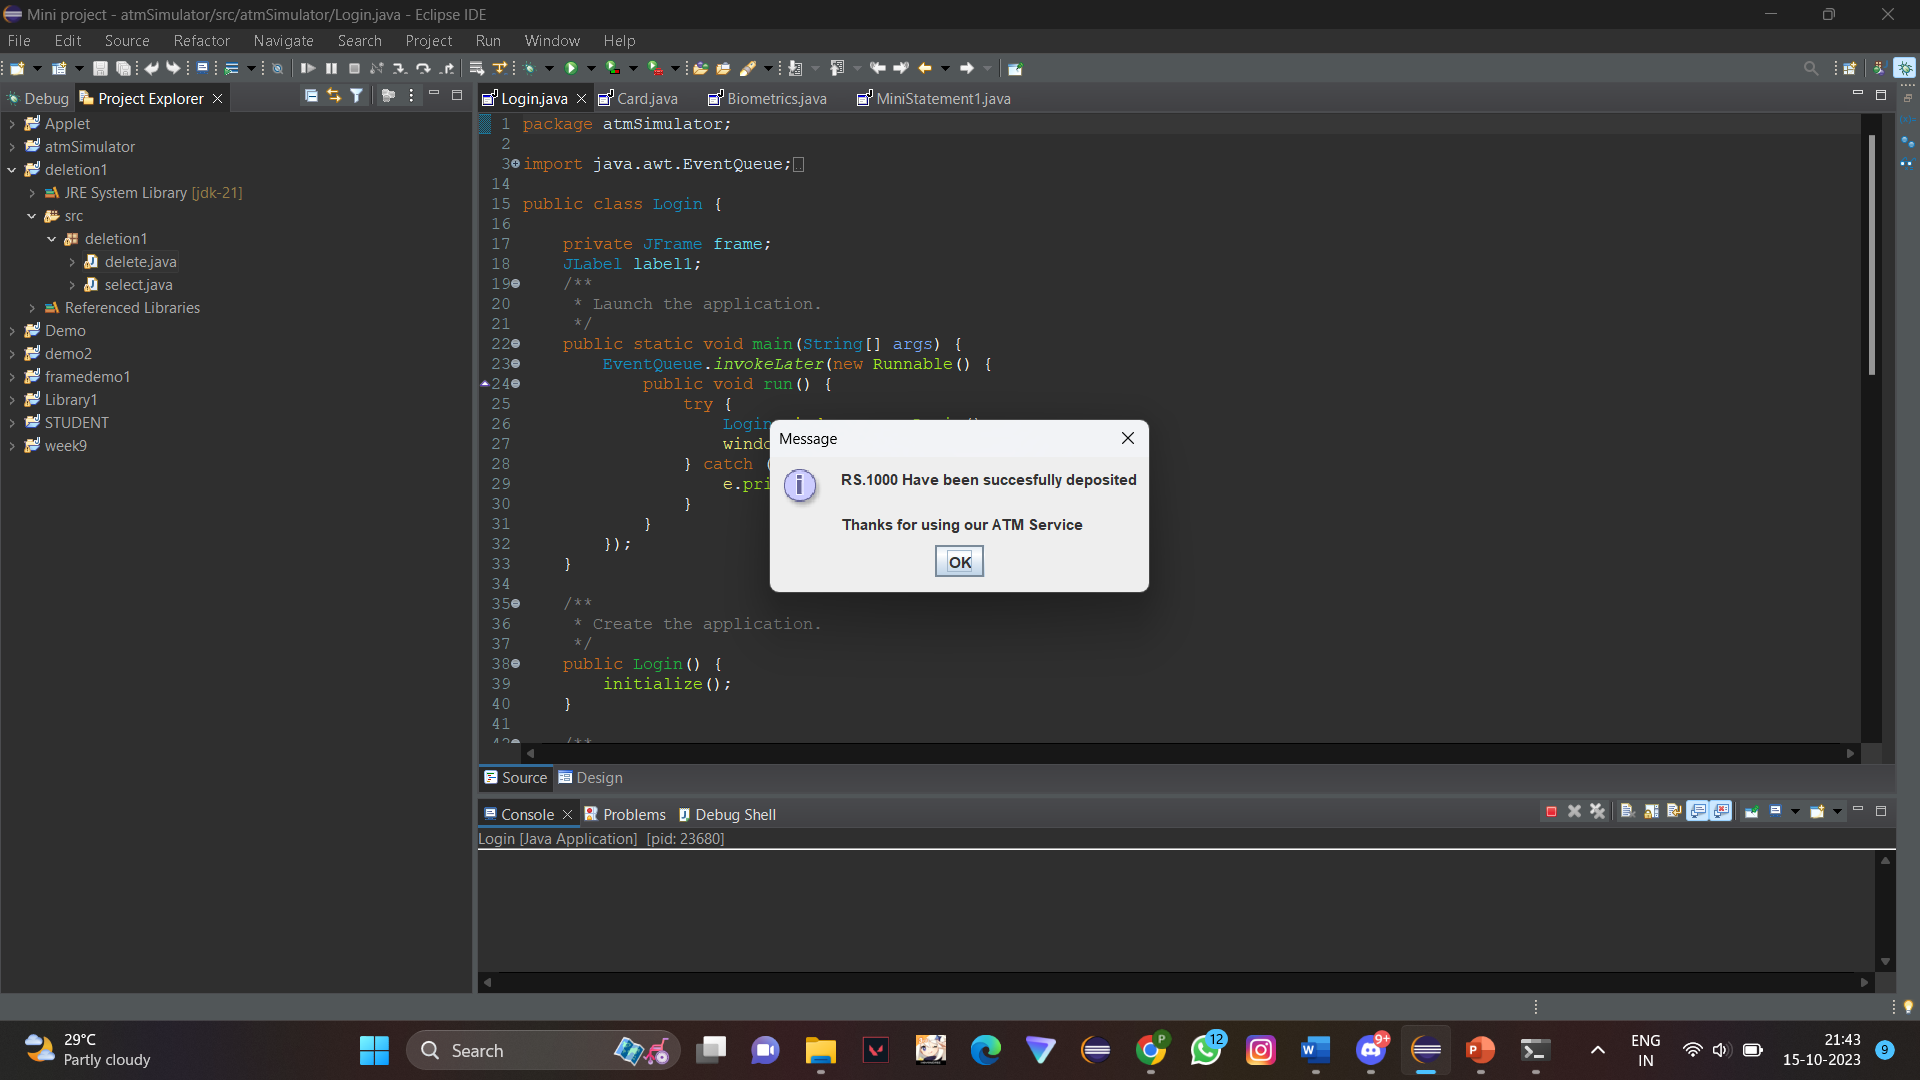 Mini project - atmSimulator/src/atmSimulator/Login.java - Eclipse IDE
File Edit Source Refactor Navigate Search Project Run Window Help
Debug Project Explorer
Applet
atmSimulator
deletion1
JRE System Library [jdk-21]
src
deletion1
delete.java
select.java
Referenced Libraries
Demo
demo2
framedemo1
Library1
STUDENT
week9
Login.java Card.java Biometrics.java MiniStatement1.java
1 package atmSimulator;
2
3 import java.awt.EventQueue;
14
15 public class Login {
16
17 private JFrame frame;
18 JLabel label1;
19 /**
20 * Launch the application.
21 */
22 public static void main(String[] args) {
23 EventQueue.invokeLater(new Runnable() {
24 public void run() {
25 try {
26 Login
27 windo
28 } catch (
29 e.pri
30 }
31 }
32 });
33 }
34
35 /**
36 * Create the application.
37 */
38 public Login() {
39 initialize();
40 }
41
Message
RS.1000 Have been succesfully deposited
Thanks for using our ATM Service
OK
Source Design
Console Problems Debug Shell
Login [Java Application] [pid: 23680]
29°C
Partly cloudy
Search
P
12
9+
ENG
IN
21:43
15-10-2023
9